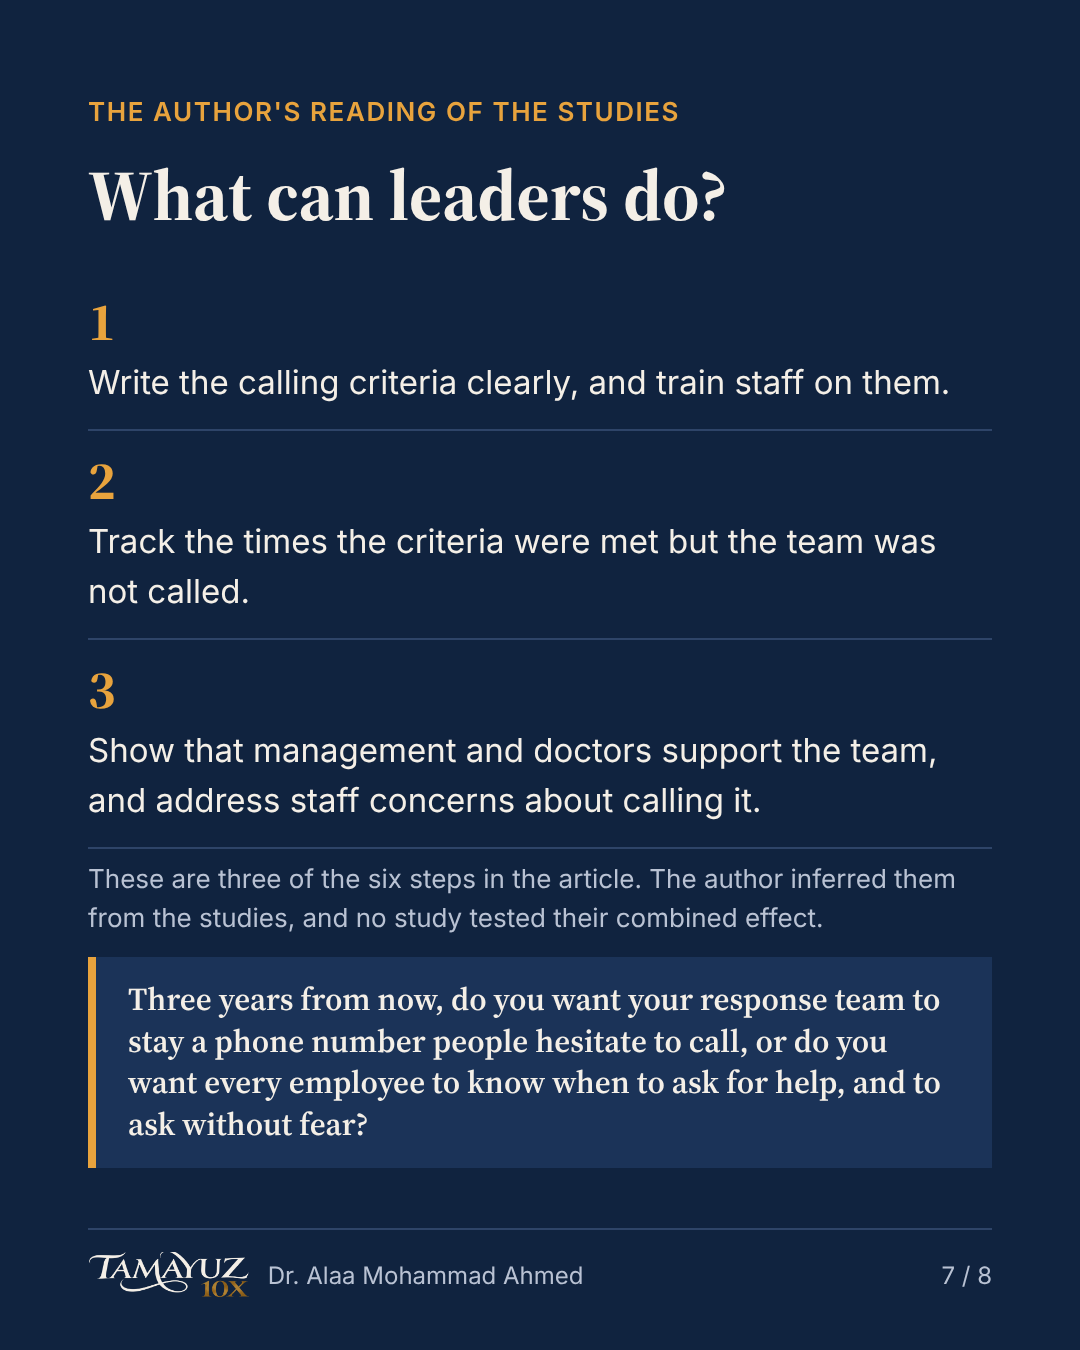 THE AUTHOR'S READING OF THE STUDIES
What can leaders do?
1
Write the calling criteria clearly, and train staff on them.
2
Track the times the criteria were met but the team was
not called.
3
Show that management and doctors support the team,
and address staff concerns about calling it.
These are three of the six steps in the article. The author inferred them
from the studies, and no study tested their combined effect.
Three years from now, do you want your response team to
stay a phone number people hesitate to call, or do you
want every employee to know when to ask for help, and to
ask without fear?
TAMAYUZ
10X
Dr. Alaa Mohammad Ahmed
7 / 8